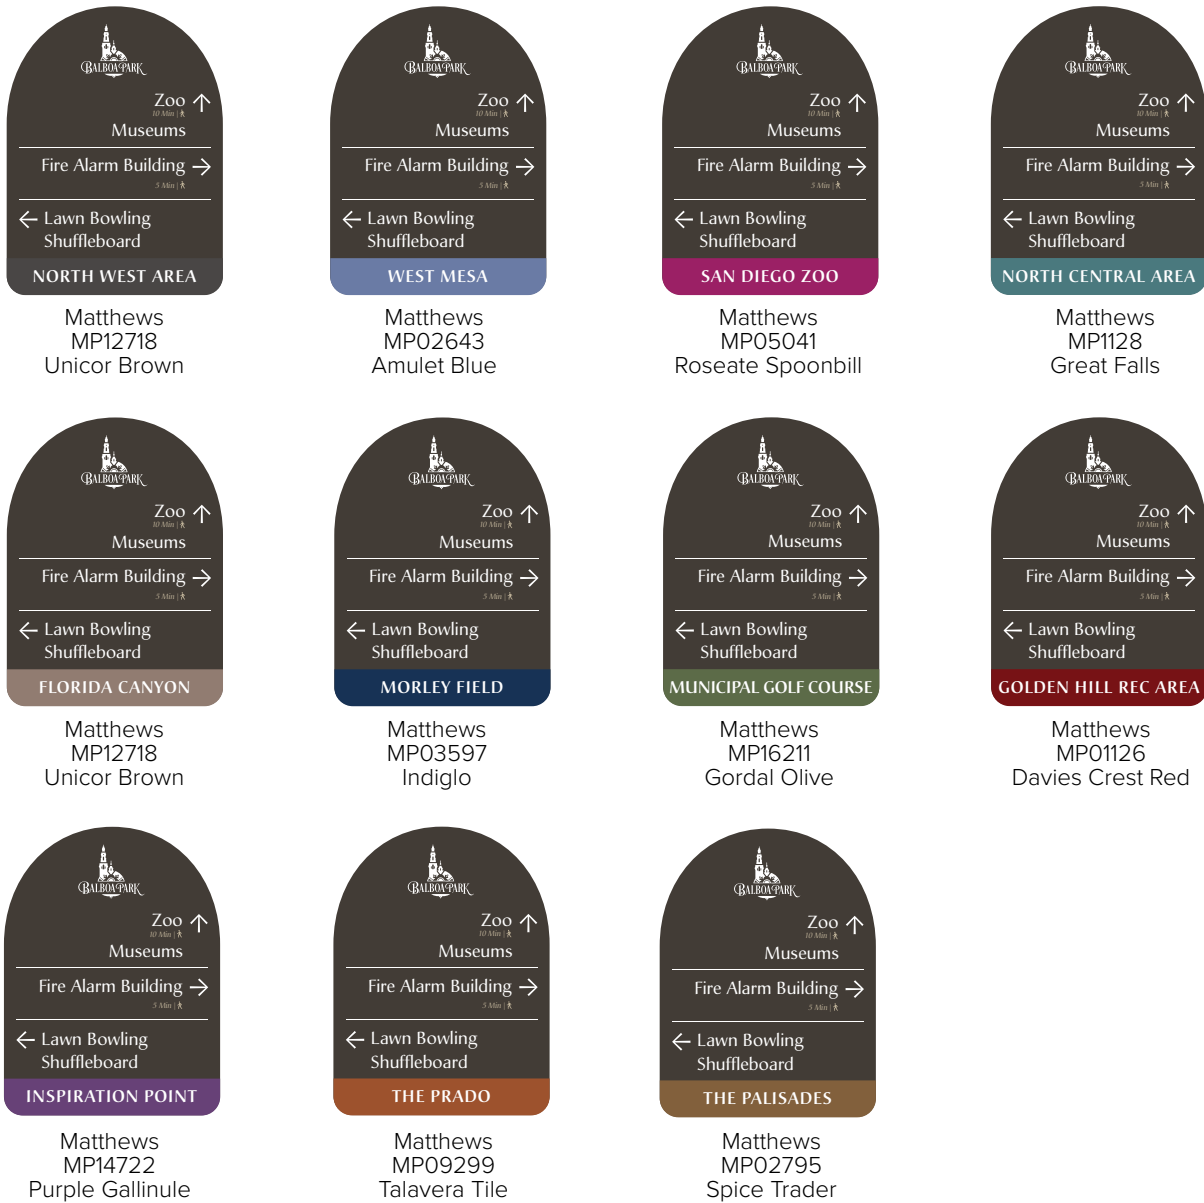 BALBOA PARK
Zoo
10 Min |
Museums
Fire Alarm Building
5 Min |
Lawn Bowling
Shuffleboard
NORTH WEST AREA
Matthews
MP12718
Unicor Brown
BALBOA PARK
Zoo
10 Min |
Museums
Fire Alarm Building
5 Min |
Lawn Bowling
Shuffleboard
WEST MESA
Matthews
MP02643
Amulet Blue
BALBOA PARK
Zoo
10 Min |
Museums
Fire Alarm Building
5 Min |
Lawn Bowling
Shuffleboard
SAN DIEGO ZOO
Matthews
MP05041
Roseate Spoonbill
BALBOA PARK
Zoo
10 Min |
Museums
Fire Alarm Building
5 Min |
Lawn Bowling
Shuffleboard
NORTH CENTRAL AREA
Matthews
MP1128
Great Falls
BALBOA PARK
Zoo
10 Min |
Museums
Fire Alarm Building
5 Min |
Lawn Bowling
Shuffleboard
FLORIDA CANYON
Matthews
MP12718
Unicor Brown
BALBOA PARK
Zoo
10 Min |
Museums
Fire Alarm Building
5 Min |
Lawn Bowling
Shuffleboard
MORLEY FIELD
Matthews
MP03597
Indiglo
BALBOA PARK
Zoo
10 Min |
Museums
Fire Alarm Building
5 Min |
Lawn Bowling
Shuffleboard
MUNICIPAL GOLF COURSE
Matthews
MP16211
Gordal Olive
BALBOA PARK
Zoo
10 Min |
Museums
Fire Alarm Building
5 Min |
Lawn Bowling
Shuffleboard
GOLDEN HILL REC AREA
Matthews
MP01126
Davies Crest Red
BALBOA PARK
Zoo
10 Min |
Museums
Fire Alarm Building
5 Min |
Lawn Bowling
Shuffleboard
INSPIRATION POINT
Matthews
MP14722
Purple Gallinule
BALBOA PARK
Zoo
10 Min |
Museums
Fire Alarm Building
5 Min |
Lawn Bowling
Shuffleboard
THE PRADO
Matthews
MP09299
Talavera Tile
BALBOA PARK
Zoo
10 Min |
Museums
Fire Alarm Building
5 Min |
Lawn Bowling
Shuffleboard
THE PALISADES
Matthews
MP02795
Spice Trader